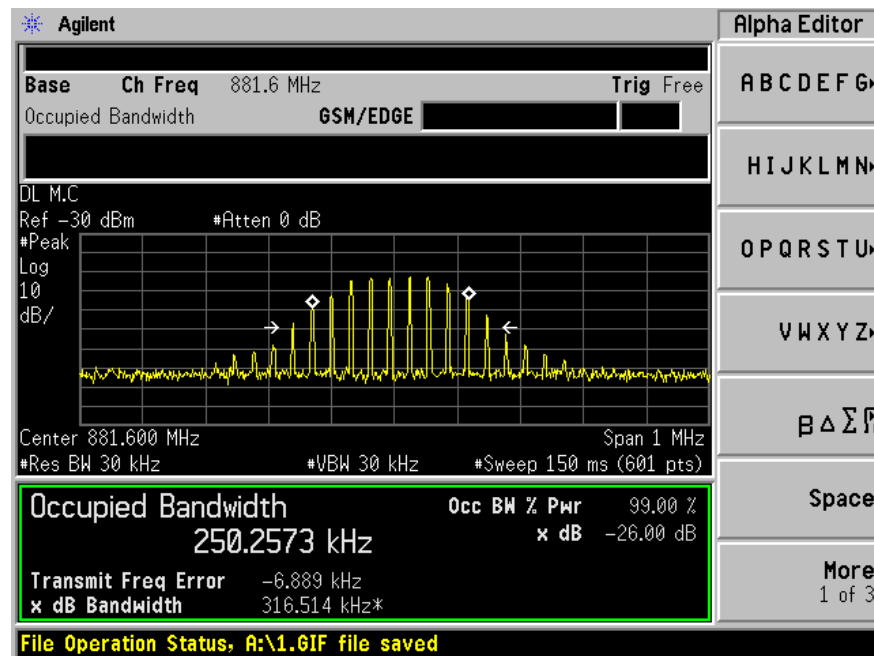 Agilent
Alpha Editor
Base Ch Freq 881.6 MHz Trig Free
Occupied Bandwidth GSM/EDGE
DL M.C
Ref -30 dBm #Atten 0 dB
#Peak
Log
10
dB/
Center 881.600 MHz Span 1 MHz
#Res BW 30 kHz #VBW 30 kHz #Sweep 150 ms (601 pts)
Occupied Bandwidth
250.2573 kHz
Occ BW % Pwr 99.00 %
x dB -26.00 dB
Transmit Freq Error -6.889 kHz
x dB Bandwidth 316.514 kHz*
File Operation Status, A:\1.GIF file saved
A B C D E F G
H I J K L M N
O P Q R S T U
V W X Y Z
Space
More
1 of 3